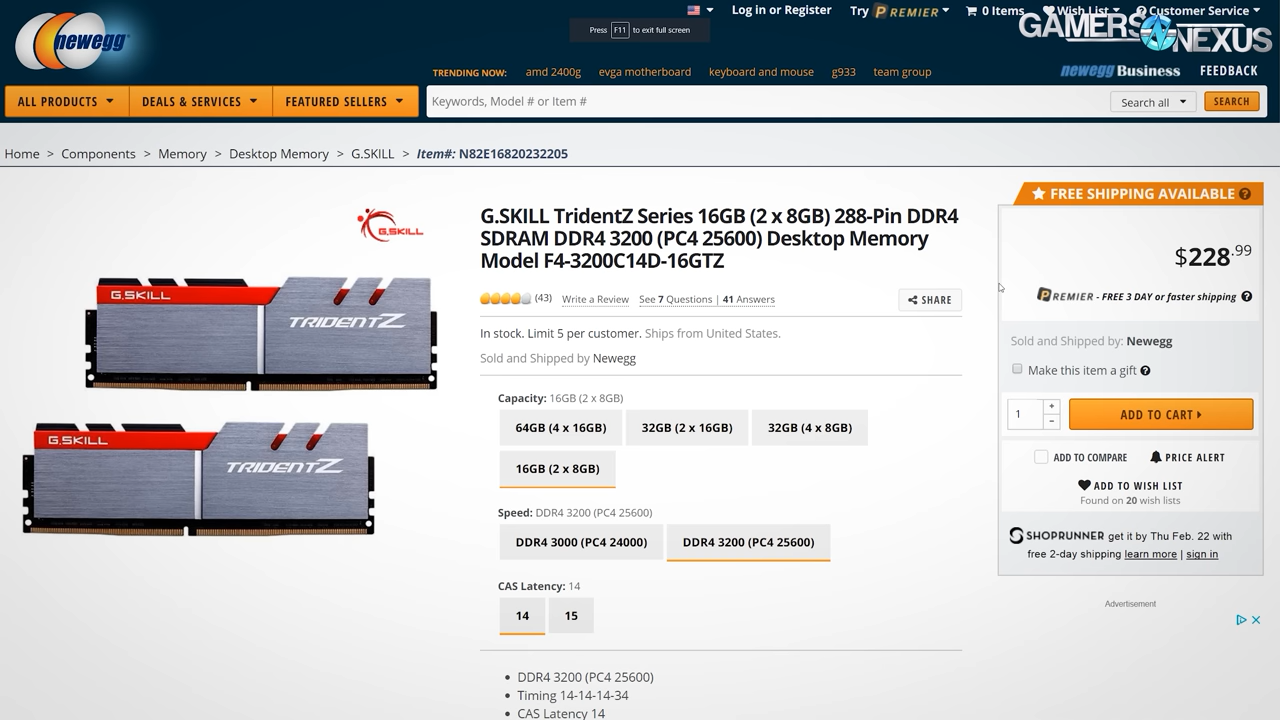 Log in or Register
Try PREMIER
0 Items
Wish List
Customer Service
Press F11 to exit full screen
GAMERS NEXUS
newegg
TRENDING NOW: amd 2400g evga motherboard keyboard and mouse g933 team group
newegg Business FEEDBACK
ALL PRODUCTS DEALS & SERVICES FEATURED SELLERS
Keywords, Model # or Item # Search all SEARCH
Home > Components > Memory > Desktop Memory > G.SKILL > Item#: N82E16820232205
FREE SHIPPING AVAILABLE ?
G.SKILL
G.SKILL
TRIDENTZ
G.SKILL
TRIDENTZ
G.SKILL TridentZ Series 16GB (2 x 8GB) 288-Pin DDR4
SDRAM DDR4 3200 (PC4 25600) Desktop Memory
Model F4-3200C14D-16GTZ
(43) Write a Review See 7 Questions | 41 Answers SHARE
In stock. Limit 5 per customer. Ships from United States.
Sold and Shipped by Newegg
Capacity: 16GB (2 x 8GB)
64GB (4 x 16GB) 32GB (2 x 16GB) 32GB (4 x 8GB)
16GB (2 x 8GB)
Speed: DDR4 3200 (PC4 25600)
DDR4 3000 (PC4 24000) DDR4 3200 (PC4 25600)
CAS Latency: 14
14 15
• DDR4 3200 (PC4 25600)
• Timing 14-14-14-34
• CAS Latency 14
$228.99
PREMIER - FREE 3 DAY or faster shipping ?
Sold and Shipped by: Newegg
Make this item a gift ?
1 + − ADD TO CART
ADD TO COMPARE PRICE ALERT
ADD TO WISH LIST
Found on 20 wish lists
SHOPRUNNER get it by Thu Feb. 22 with
free 2-day shipping learn more | sign in
Advertisement